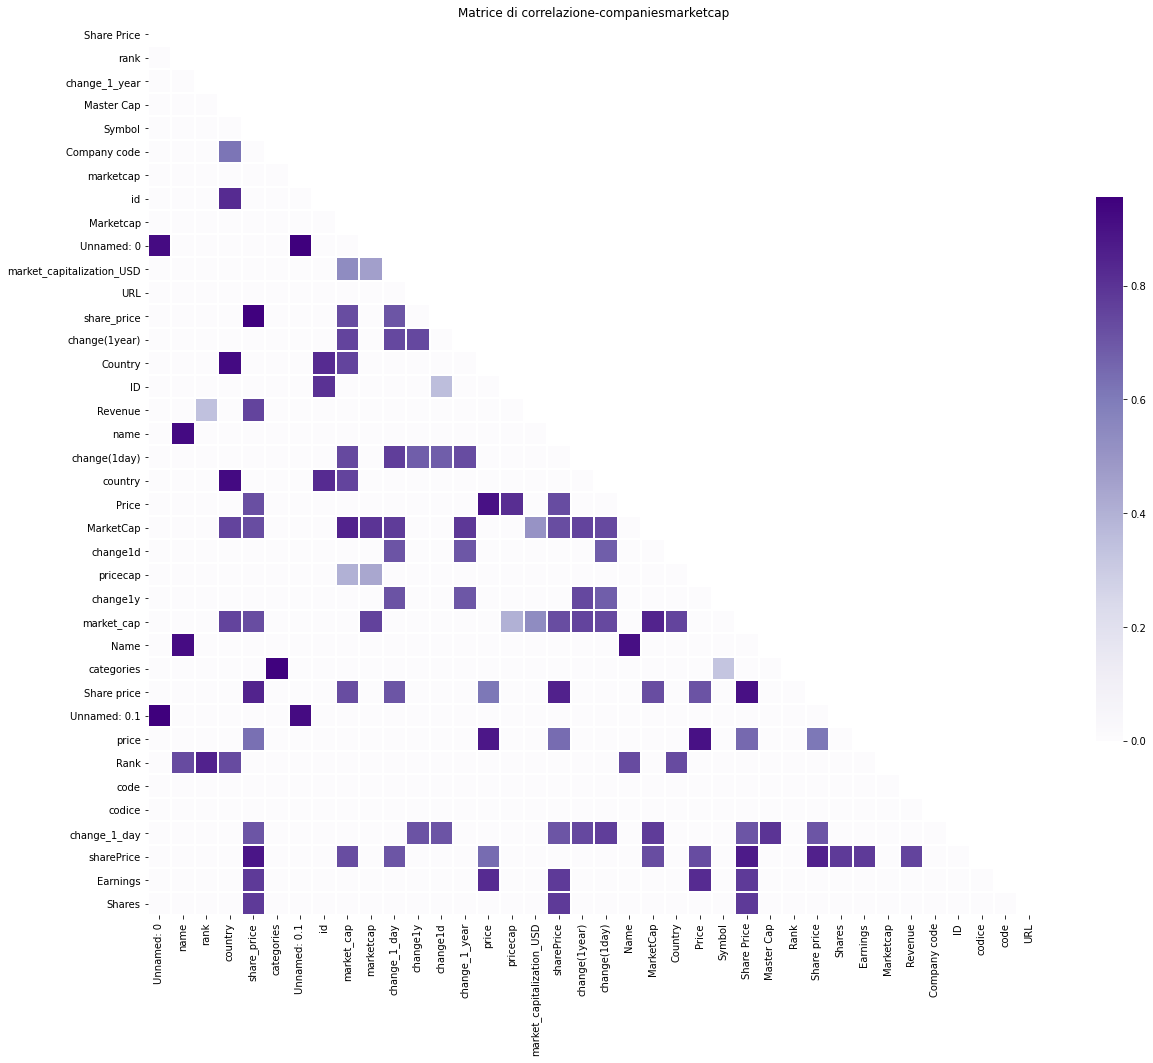 Matrice di correlazione-companiesmarketcap
Share Price
rank
change_1_year
Master Cap
Symbol
Company code
marketcap
id
Marketcap
Unnamed: 0
market_capitalization_USD
URL
share_price
change(1year)
Country
ID
Revenue
name
change(1day)
country
Price
MarketCap
change1d
pricecap
change1y
market_cap
Name
categories
Share price
Unnamed: 0.1
price
Rank
code
codice
change_1_day
sharePrice
Earnings
Shares
Unnamed: 0
name
rank
country
share_price
categories
Unnamed: 0.1
id
market_cap
marketcap
change_1_day
change1y
change1d
change_1_year
price
pricecap
market_capitalization_USD
sharePrice
change(1year)
change(1day)
Name
MarketCap
Country
Price
Symbol
Share Price
Master Cap
Rank
Share price
Shares
Earnings
Marketcap
Revenue
Company code
ID
codice
code
URL
0.8
0.6
0.4
0.2
0.0